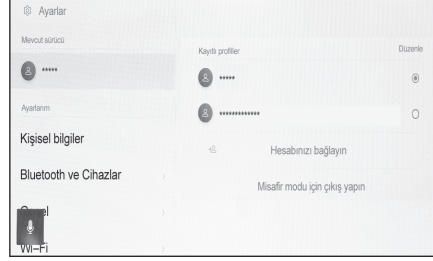 Ayarlar
Mevcut sürücü
*****
Ayarlarım
Kişisel bilgiler
Bluetooth ve Cihazlar
Wi-Fi
Kayıtlı profiller
Düzenle
*****
*************
Hesabınızı bağlayın
Misafir modu için çıkış yapın